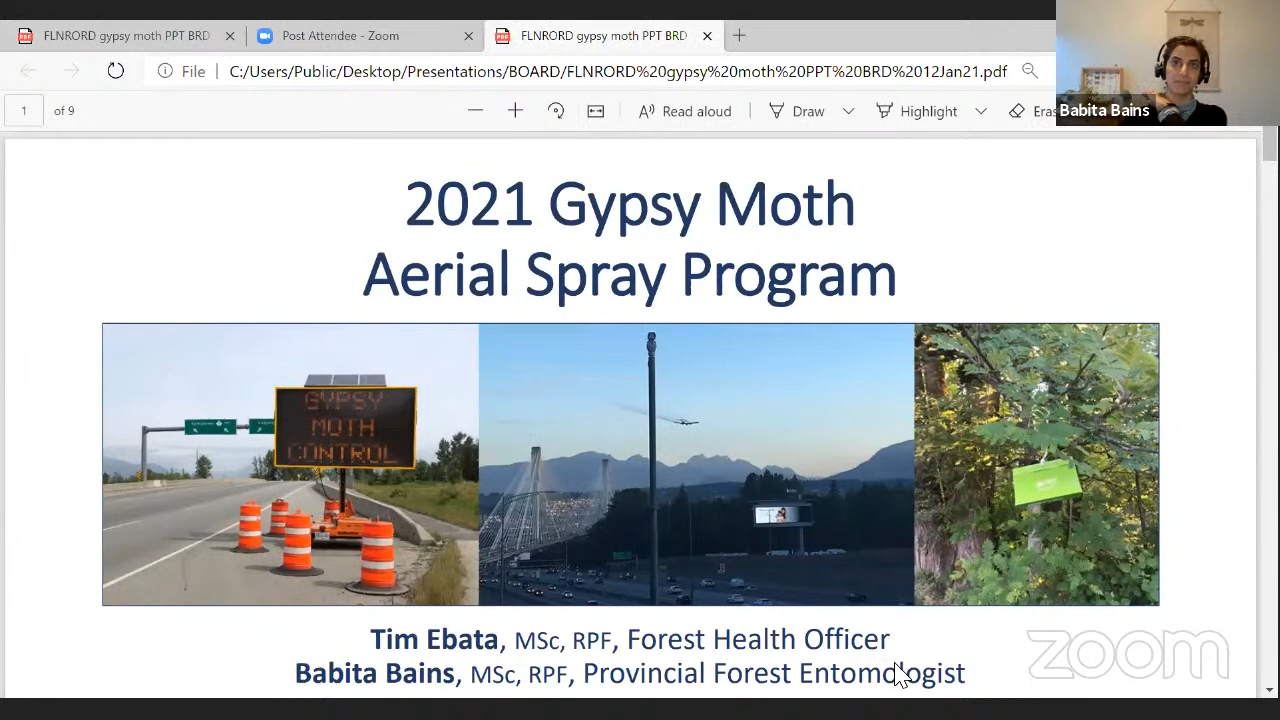 FLNRORD gypsy moth PPT BRD
Post Attendee - Zoom
FLNRORD gypsy moth PPT BRD
File
C:/Users/Public/Desktop/Presentations/BOARD/FLNRORD%20gypsy%20moth%20PPT%20BRD%2012Jan21.pdf
1 of 9
Read aloud
Draw
Highlight
Eras
Babita Bains
2021 Gypsy Moth
Aerial Spray Program
GYPSY
MOTH
CONTROL
Tim Ebata, MSc, RPF, Forest Health Officer
Babita Bains, MSc, RPF, Provincial Forest Entomologist
zoom